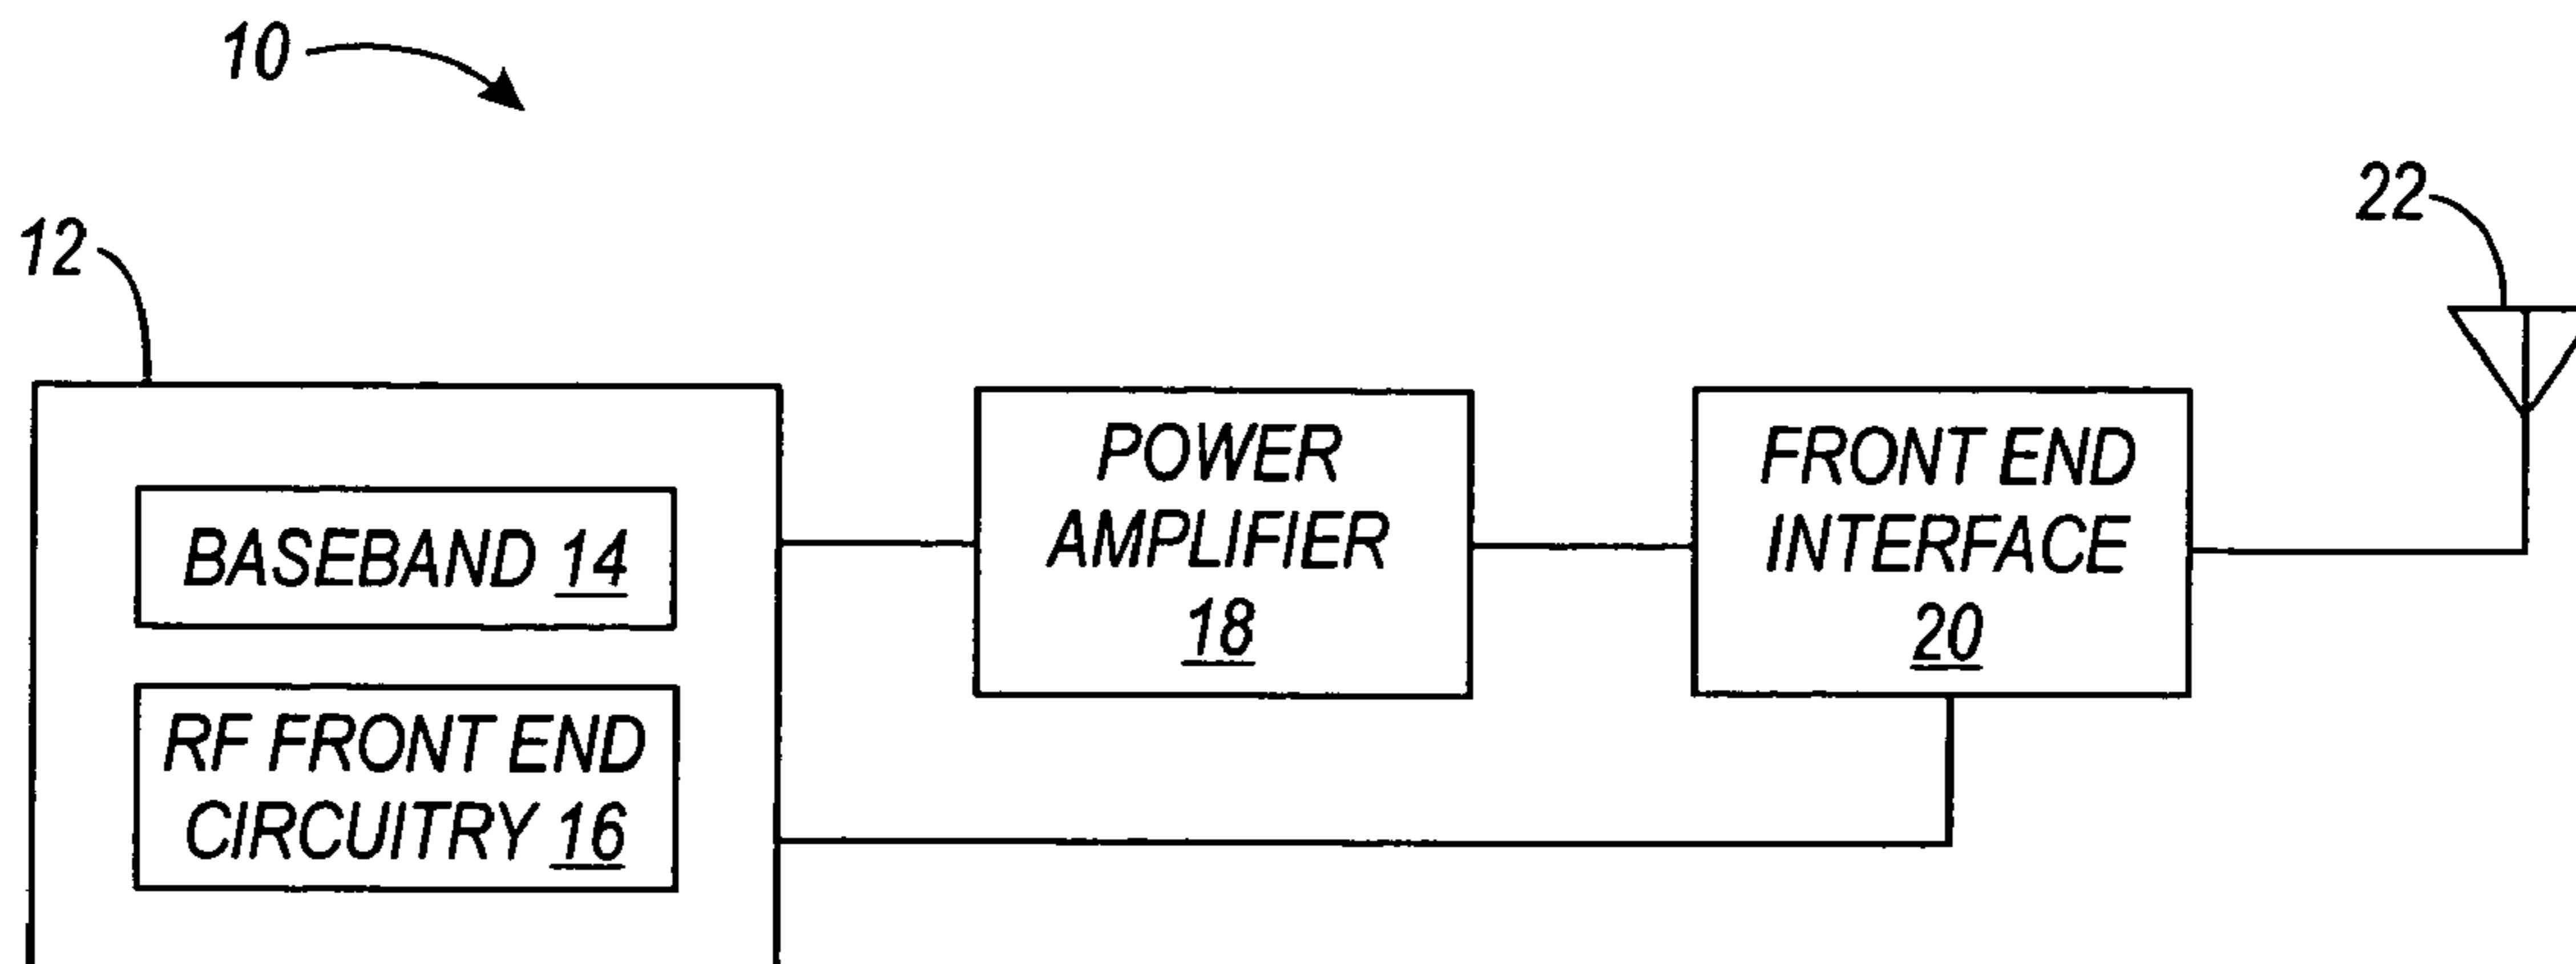 10
22
12
POWER
AMPLIFIER
18
FRONT END
INTERFACE
20
BASEBAND 14
RF FRONT END
CIRCUITRY 16